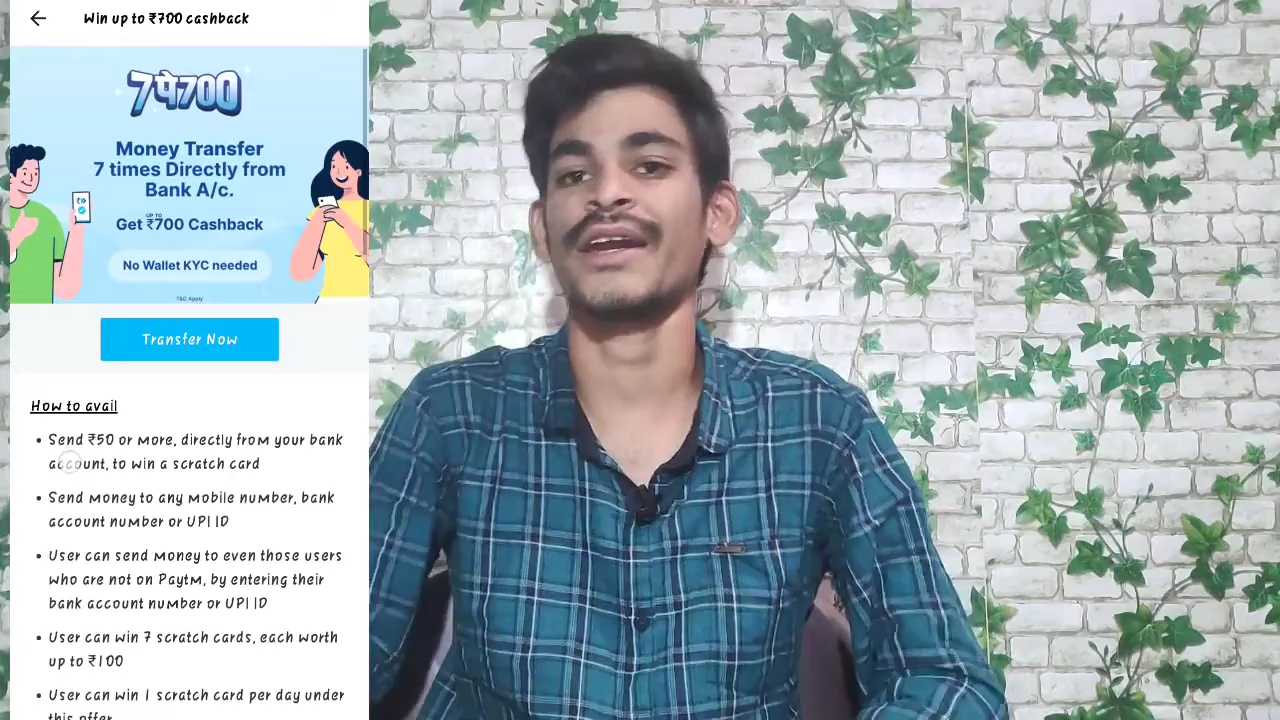 Win up to ₹700 cashback
7पे700
Money Transfer
7 times Directly from
Bank A/c.
UP TO
Get ₹700 Cashback
No Wallet KYC needed
T&C Apply
Transfer Now
How to avail
• Send ₹50 or more, directly from your bank
account, to win a scratch card
• Send money to any mobile number, bank
account number or UPI ID
• User can send money to even those users
who are not on Paytm, by entering their
bank account number or UPI ID
• User can win 7 scratch cards, each worth
up to ₹100
• User can win 1 scratch card per day under
this offer